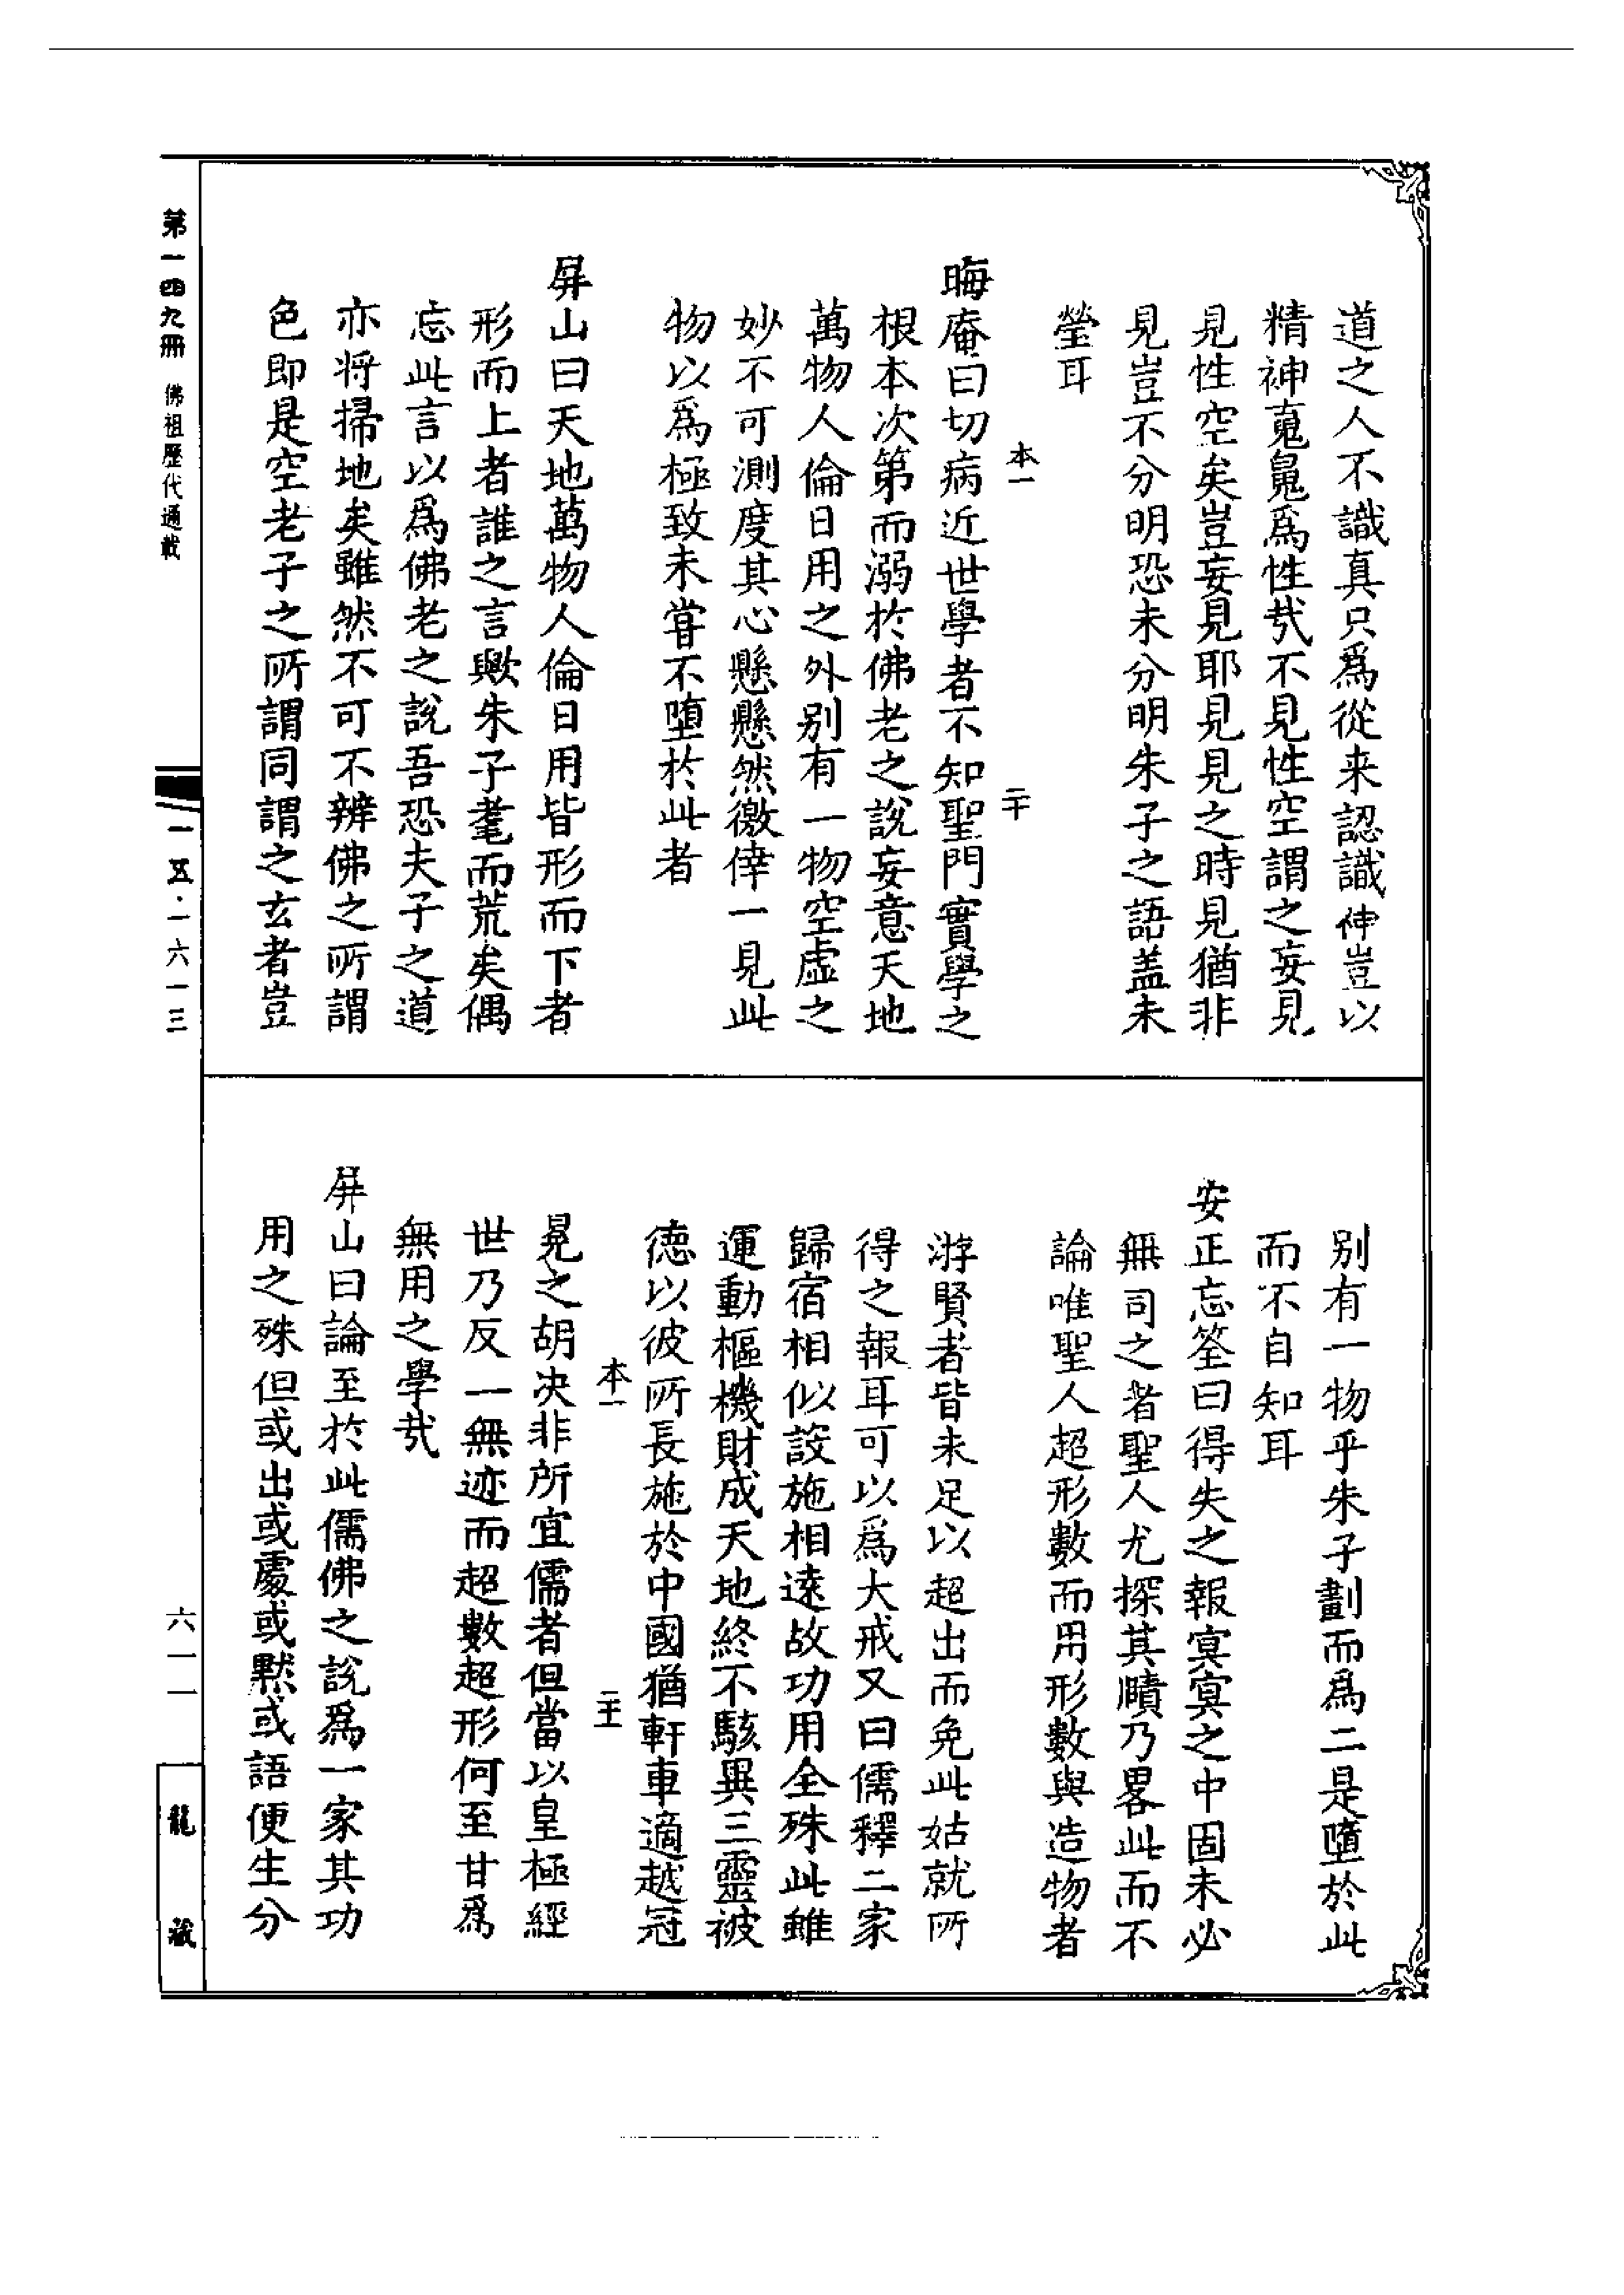 道之人不識真只爲從来認識神豈以
精神䰟鬼爲性㢤不見性空謂之妄見
見性空矣豈妄見耶見見之時見猶非
見豈不分明恐未分明朱子之語盖未
瑩耳
本一
二十
晦庵曰切病近世學者不知聖門實學之
根本次第而溺於佛老之說妄意天地
萬物人倫日用之外别有一物空虛之
妙不可測度其心懸懸然徼倖一見此
物以爲極致未甞不墮於此者
屏山曰天地萬物人倫日用皆形而下者
形而上者誰之言歟朱子耄而荒矣偶
忘此言以爲佛老之說吾恐夫子之道
亦将掃地矣雖然不可不辨佛之所謂
色即是空老子之所謂同謂之玄者豈
别有一物乎朱子劃而爲二是墮於此
而不自知耳
安正忘筌曰得失之報冥冥之中固未必
無司之者聖人尤探其賾乃畧此而不
論唯聖人超形數而用形數與造物者
游賢者皆未足以超出而免此姑就所
得之報耳可以爲大戒又曰儒釋二家
歸宿相似設施相遠故功用全殊此雖
運動樞機財成天地終不駭異三靈被
德以彼所長施於中國猶軒車適越冠
本一
二十一
冕之胡决非所宜儒者但當以皇極經
世乃反一無迹而超數超形何至甘爲
無用之學㢤
屏山曰論至於此儒佛之說爲一家其功
用之殊但或出或處或默或語便生分
第一四九冊 佛祖歷代通載
一五·一六一三
六一一
龍藏